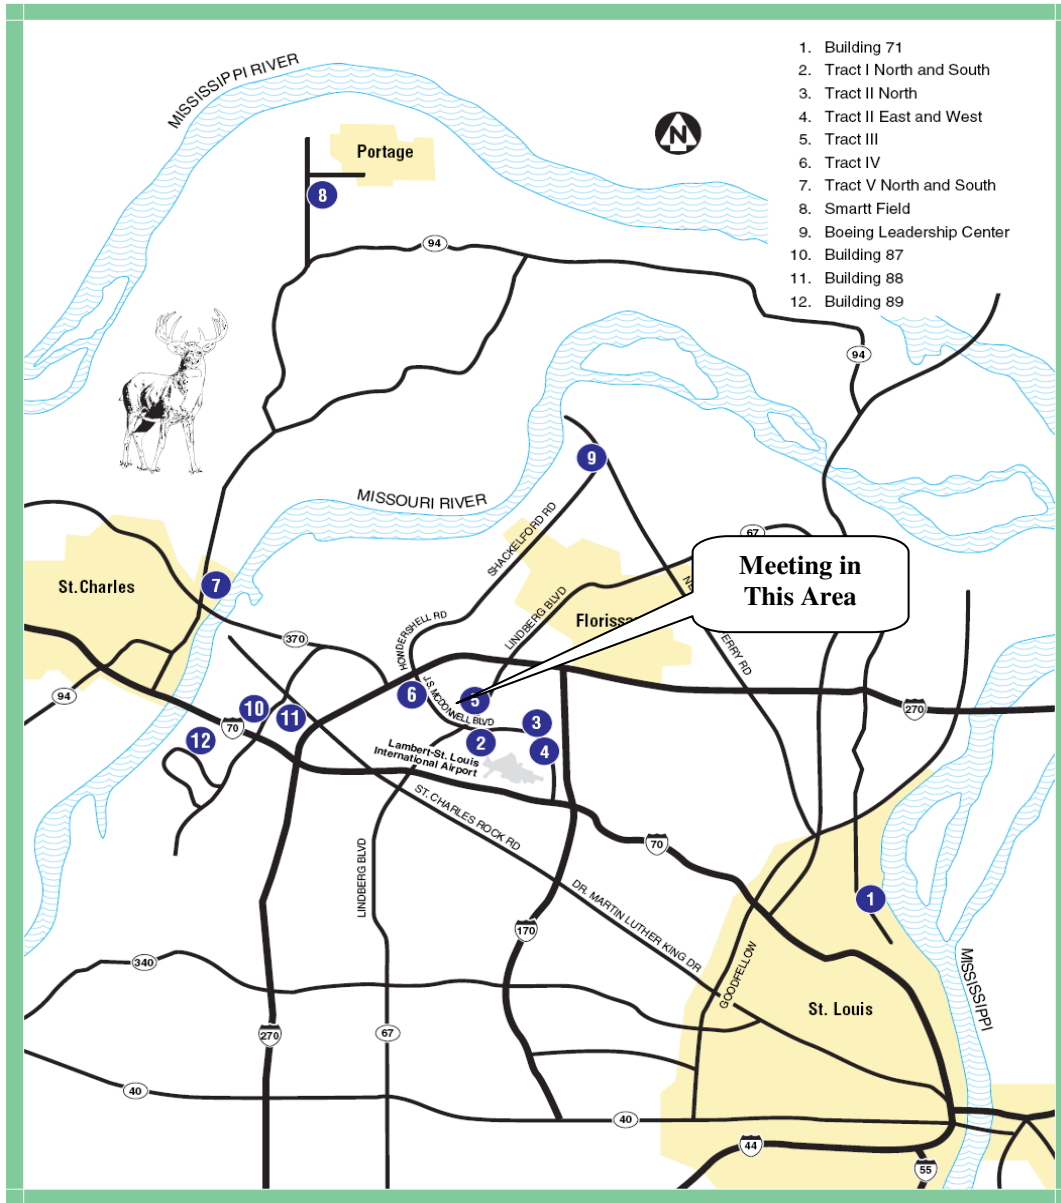 MISSISSIPPI RIVER
1. Building 71
2. Tract I North and South
3. Tract II North
4. Tract II East and West
5. Tract III
6. Tract IV
7. Tract V North and South
8. Smartt Field
9. Boeing Leadership Center
10. Building 87
11. Building 88
12. Building 89
N
Portage
8
94
94
9
MISSOURI RIVER
SHACKELFORD RD
67
Meeting in
This Area
St. Charles
7
LINDBERG BLVD
Florissa
NE
ERRY RD
HOWDERSHELL RD
370
94
6
J.S. MCDONNELL BLVD
5
10
11
70
12
2
3
4
270
Lambert-St. Louis
International Airport
ST. CHARLES ROCK RD
70
LINDBERG BLVD
DR. MARTIN LUTHER KING DR
1
170
340
GOODFELLOW
MISSISSIPPI
St. Louis
270
67
40
40
44
55